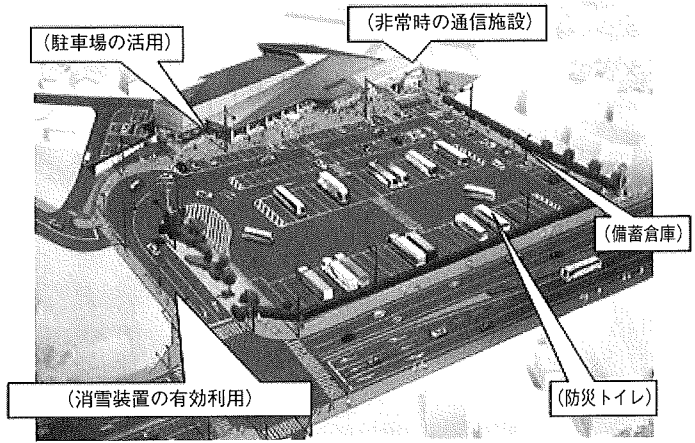 （非常時の通信施設）
（駐車場の活用）
（備蓄倉庫）
（消雪装置の有効利用）
（防災トイレ）